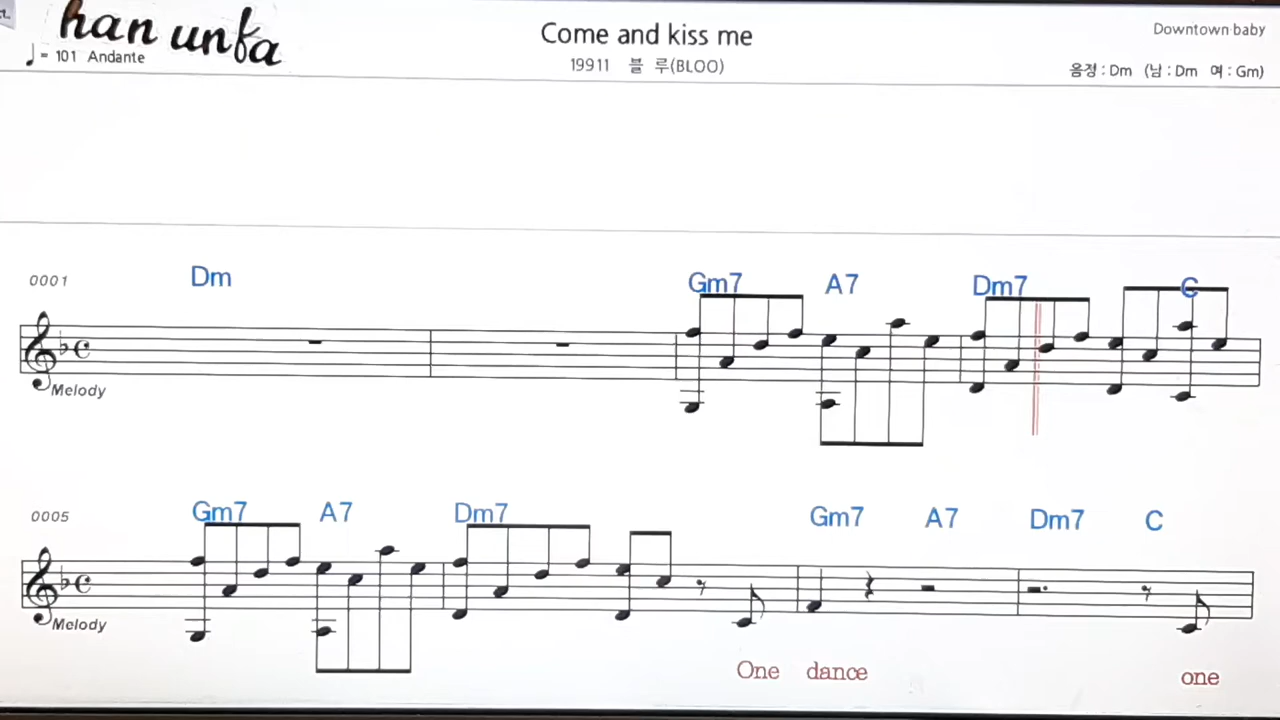 han unfa
Come and kiss me
Downtown baby
♩= 101 Andante
19911 블 루(BLOO)
음정 : Dm (남 : Dm 여 : Gm)
0001 Dm Gm7 A7 Dm7 C
Melody
0005 Gm7 A7 Dm7 Gm7 A7 Dm7 C
Melody
One dance one